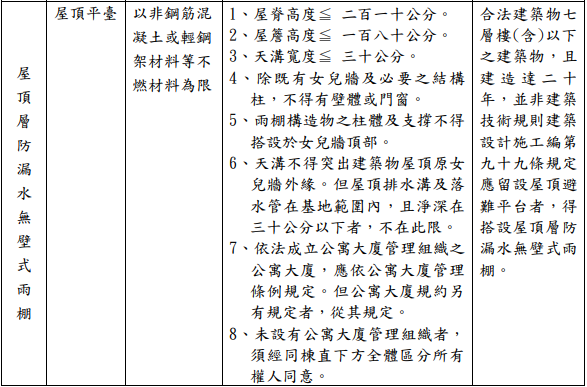 屋頂層防漏水無壁式雨棚
屋頂平臺
以非鋼筋混
凝土或輕鋼
架材料等不
燃材料為限
1、屋脊高度≦ 二百一十公分。
2、屋簷高度≦ 一百八十公分。
3、天溝寬度≦ 三十公分。
4、除既有女兒牆及必要之結構
柱，不得有壁體或門窗。
5、雨棚構造物之柱體及支撐不得
搭設於女兒牆頂部。
6、天溝不得突出建築物屋頂原女
兒牆外緣。但屋頂排水溝及落
水管在基地範圍內，且淨深在
三十公分以下者，不在此限。
7、依法成立公寓大廈管理組織之
公寓大廈，應依公寓大廈管理
條例規定。但公寓大廈規約另
有規定者，從其規定。
8、未設有公寓大廈管理組織者，
須經同棟直下方全體區分所有
權人同意。
合法建築物七
層樓(含)以下
之建築物，且
建造達二十
年，並非建築
技術規則建築
設計施工編第
九十九條規定
應留設屋頂避
難平台者，得
搭設屋頂層防
漏水無壁式雨
棚。